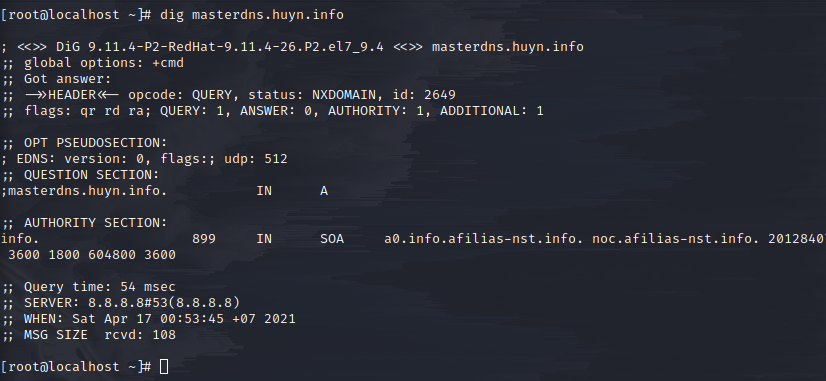 [root@localhost ~]# dig masterdns.huyn.info
; <<>> DiG 9.11.4-P2-RedHat-9.11.4-26.P2.el7_9.4 <<>> masterdns.huyn.info
;; global options: +cmd
;; Got answer:
;; ->>HEADER<<- opcode: QUERY, status: NXDOMAIN, id: 2649
;; flags: qr rd ra; QUERY: 1, ANSWER: 0, AUTHORITY: 1, ADDITIONAL: 1
;; OPT PSEUDOSECTION:
; EDNS: version: 0, flags:; udp: 512
;; QUESTION SECTION:
;masterdns.huyn.info. IN A
;; AUTHORITY SECTION:
info. 899 IN SOA a0.info.afilias-nst.info. noc.afilias-nst.info. 2012840
3600 1800 604800 3600
;; Query time: 54 msec
;; SERVER: 8.8.8.8#53(8.8.8.8)
;; WHEN: Sat Apr 17 00:53:45 +07 2021
;; MSG SIZE rcvd: 108
[root@localhost ~]#